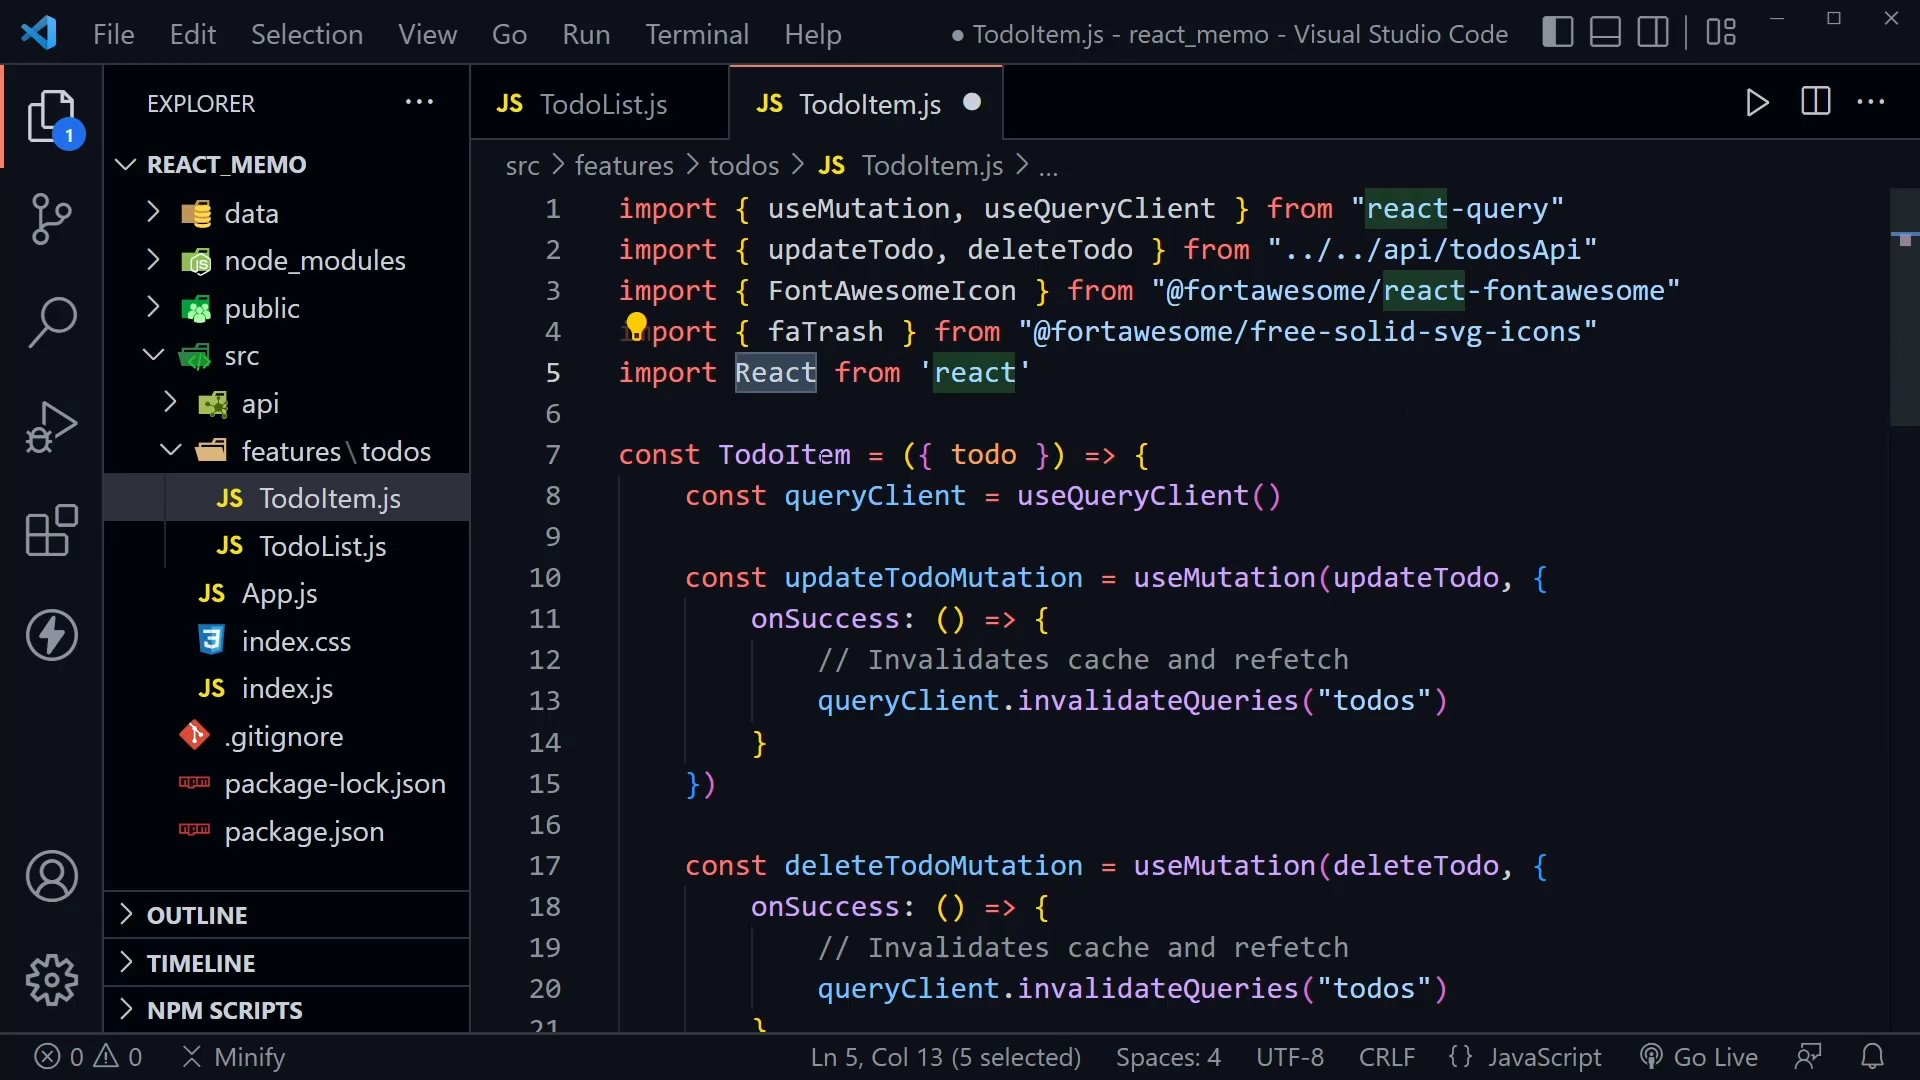 File Edit Selection View Go Run Terminal Help ● TodoItem.js - react_memo - Visual Studio Code
EXPLORER ...
JS TodoList.js
JS TodoItem.js
1
REACT_MEMO
data
node_modules
public
src
api
features\todos
JS TodoItem.js
JS TodoList.js
JS App.js
index.css
JS index.js
.gitignore
package-lock.json
package.json
OUTLINE
TIMELINE
NPM SCRIPTS
src > features > todos > JS TodoItem.js > ...
1 import { useMutation, useQueryClient } from "react-query"
2 import { updateTodo, deleteTodo } from "../../api/todosApi"
3 import { FontAwesomeIcon } from "@fortawesome/react-fontawesome"
4 import { faTrash } from "@fortawesome/free-solid-svg-icons"
5 import React from 'react'
6
7 const TodoItem = ({ todo }) => {
8 const queryClient = useQueryClient()
9
10 const updateTodoMutation = useMutation(updateTodo, {
11 onSuccess: () => {
12 // Invalidates cache and refetch
13 queryClient.invalidateQueries("todos")
14 }
15 })
16
17 const deleteTodoMutation = useMutation(deleteTodo, {
18 onSuccess: () => {
19 // Invalidates cache and refetch
20 queryClient.invalidateQueries("todos")
21 }
0 0 Minify Ln 5, Col 13 (5 selected) Spaces: 4 UTF-8 CRLF {} JavaScript Go Live